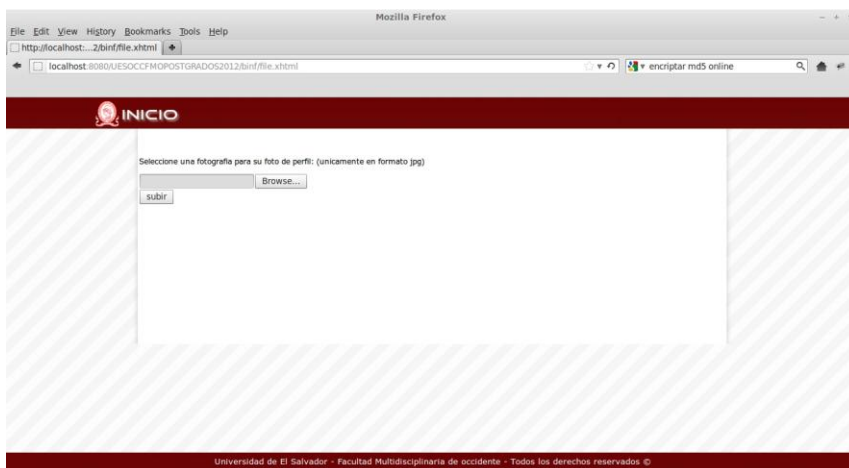 Mozilla Firefox
File Edit View History Bookmarks Tools Help
http://localhost:...2/binf/file.xhtml
localhost:8080/UESOCCFMOPOSTGRADOS2012/binf/file.xhtml encriptar md5 online
INICIO
Seleccione una fotografia para su foto de perfil: (unicamente en formato jpg)
Browse...
subir
Universidad de El Salvador - Facultad Multidisciplinaria de occidente - Todos los derechos reservados ©